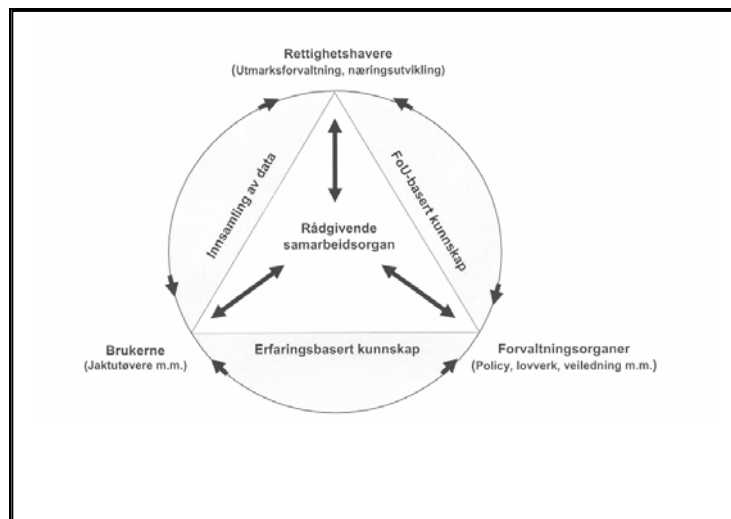 Rettighetshavere
(Utmarksforvaltning, næringsutvikling)
Innsamling av data
FoU-basert kunnskap
Rådgivende
samarbeidsorgan
Brukerne
(Jaktutøvere m.m.)
Erfaringsbasert kunnskap
Forvaltningsorganer
(Policy, lovverk, veiledning m.m.)